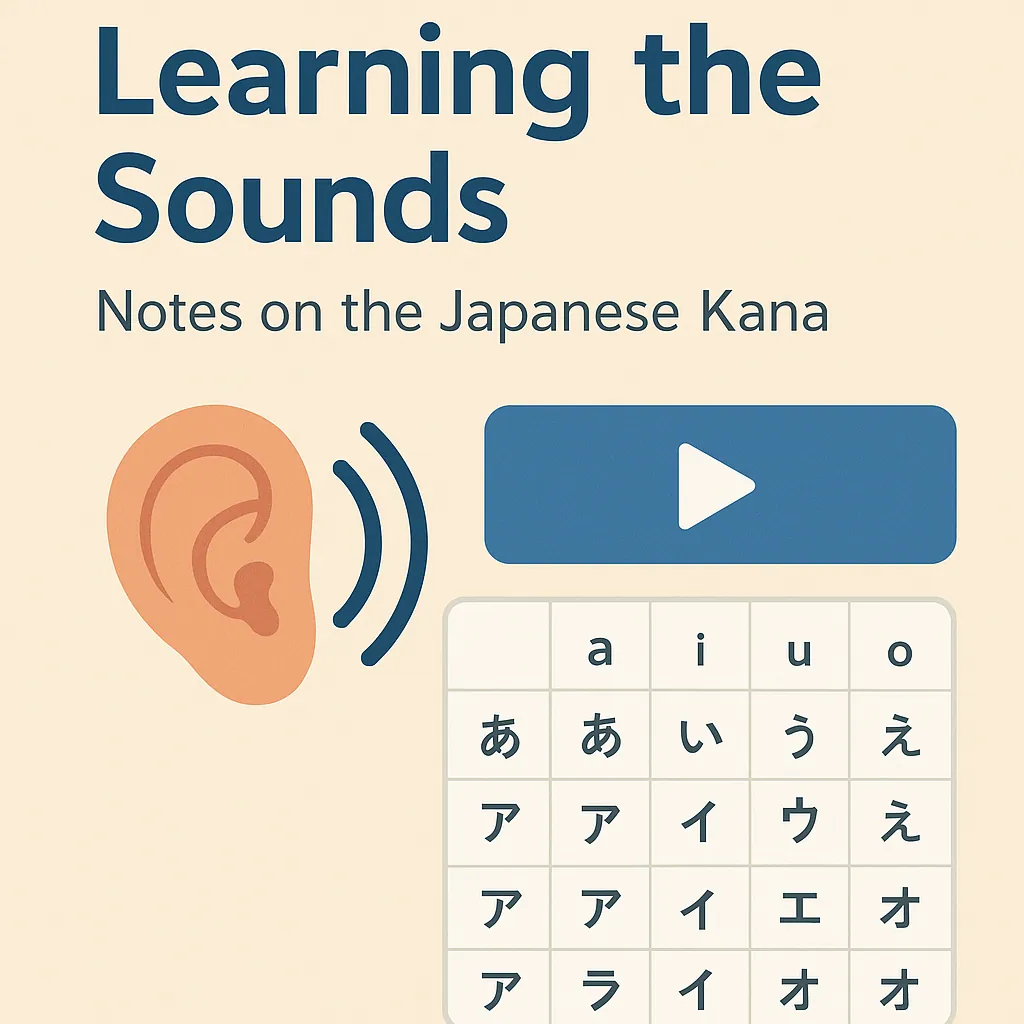 Learning the
Sounds
Notes on the Japanese Kana
a i u o
あ あ い う え
ア ア イ ウ え
ア ア イ エ オ
ア ラ イ オ オ